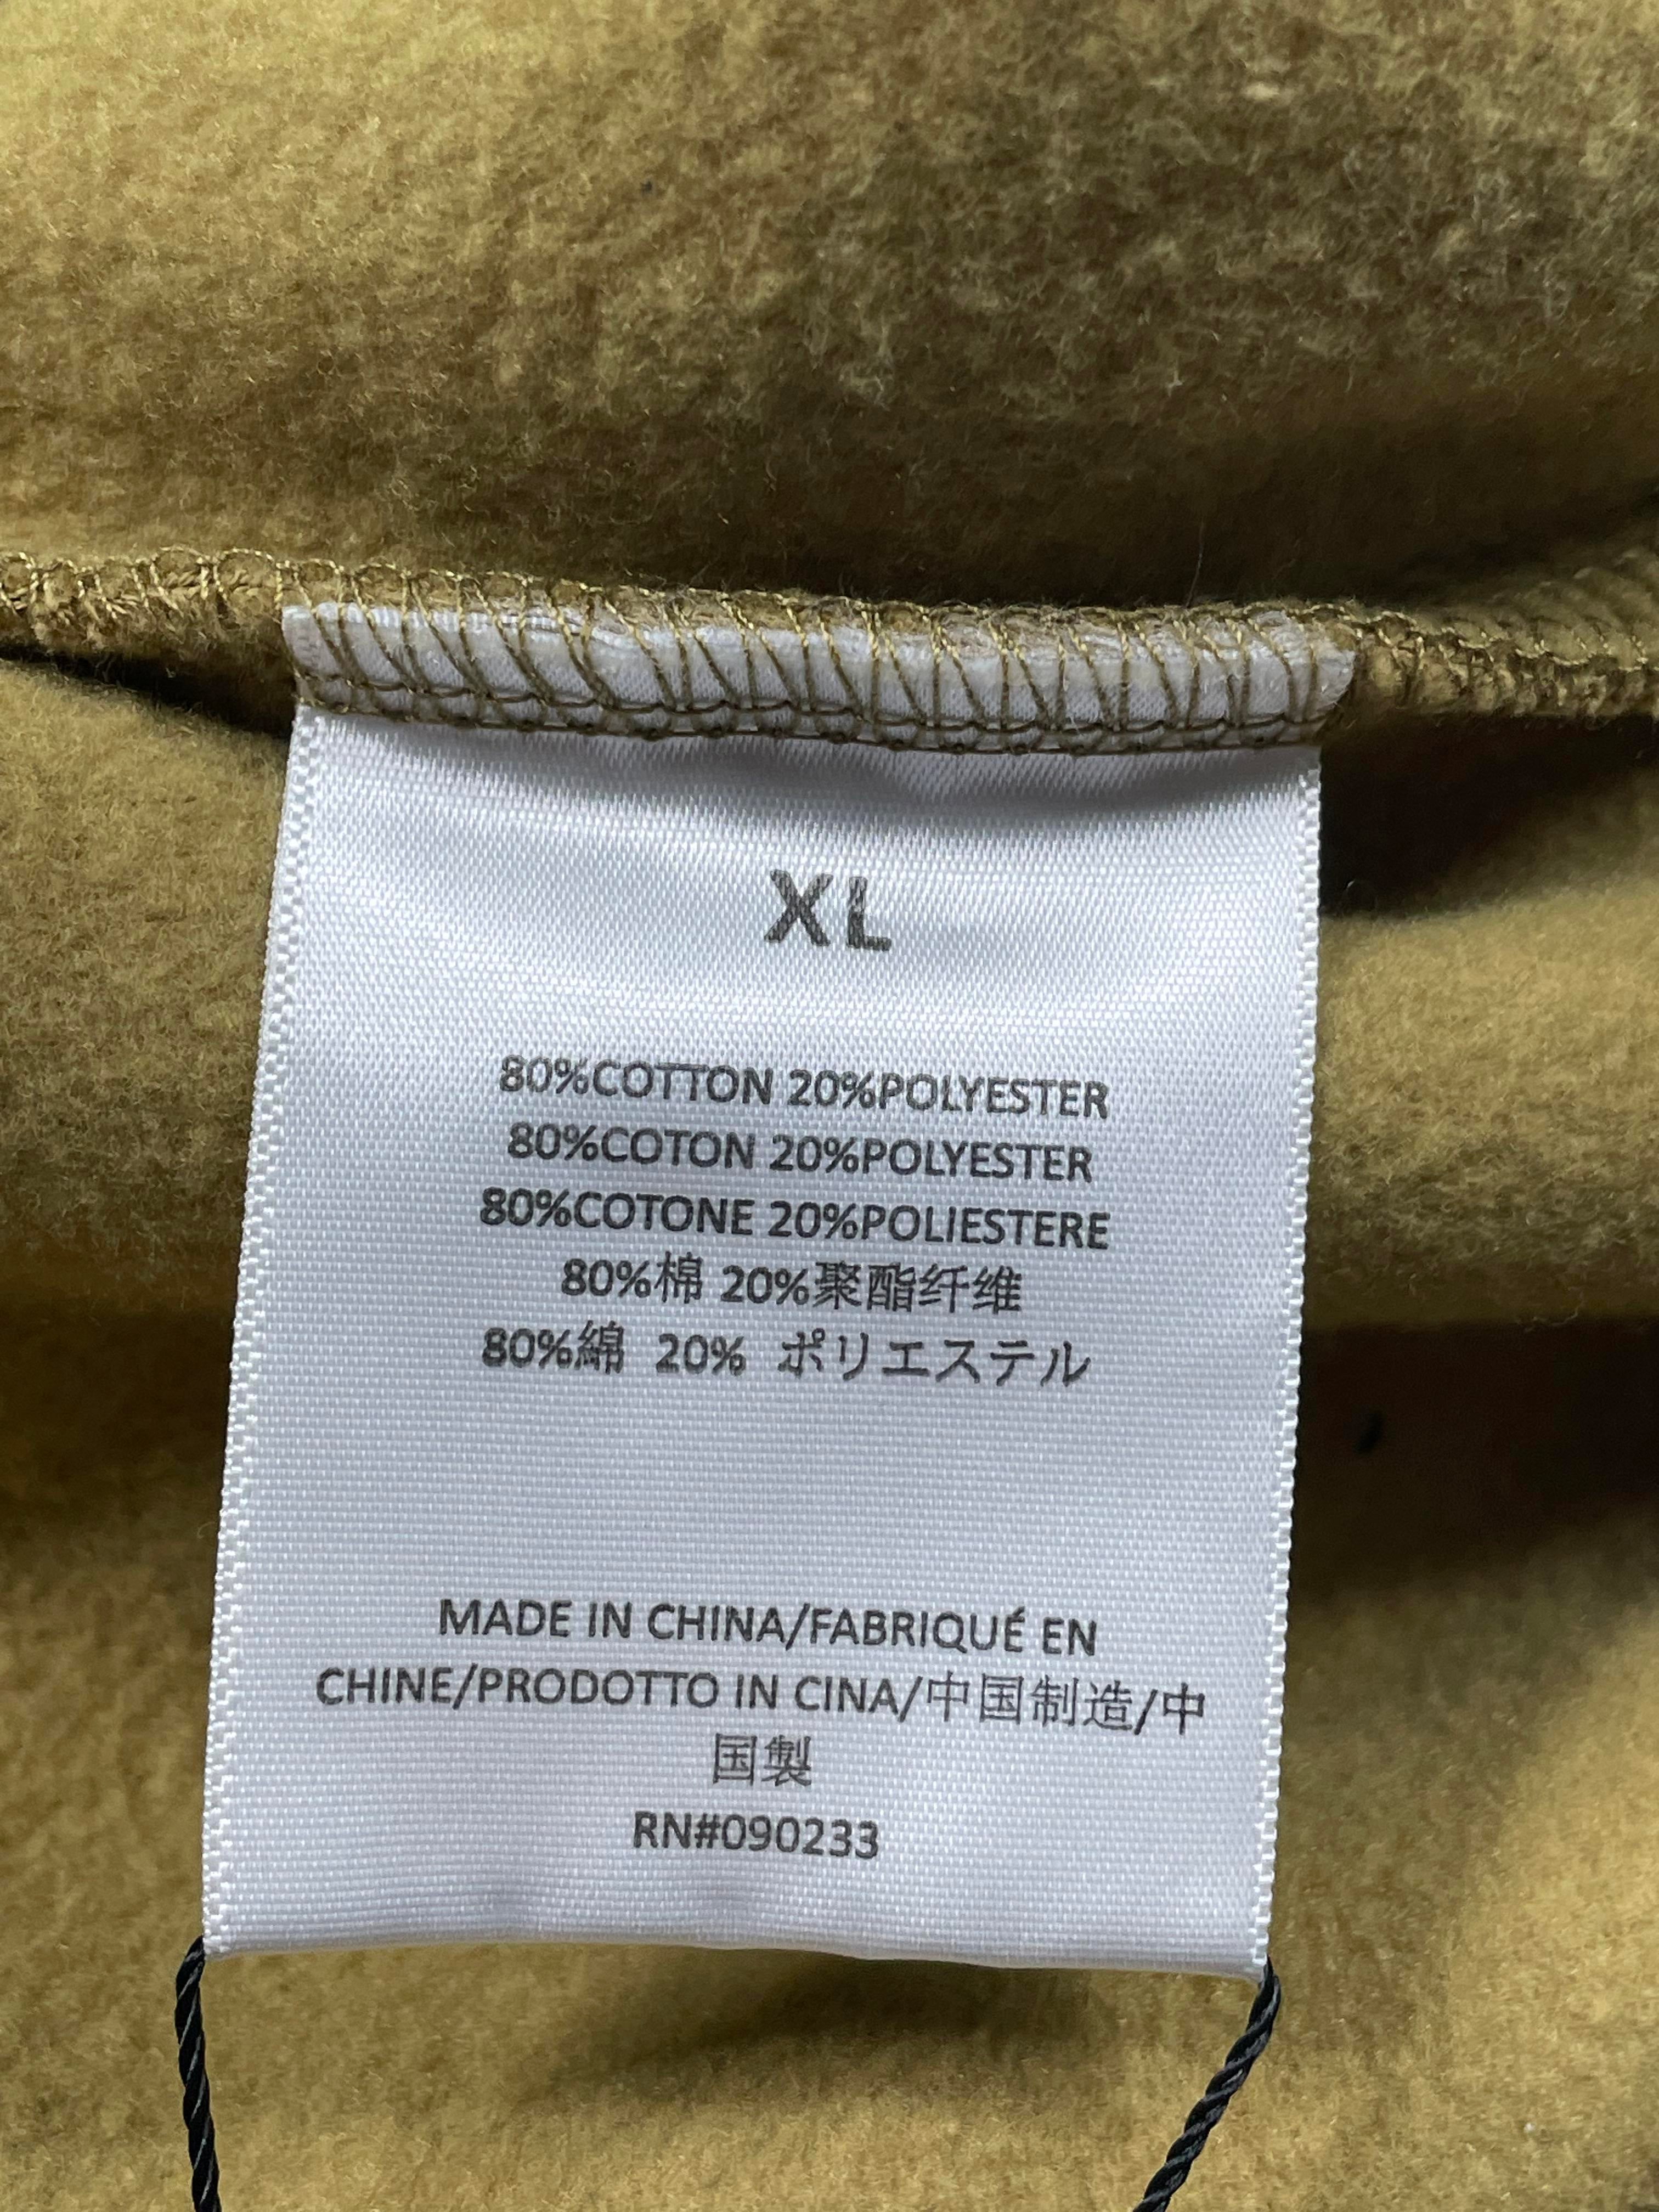 XL
80%COTTON 20%POLYESTER
80%COTON 20%POLYESTER
80%COTONE 20%POLIESTERE
80%棉 20%聚酯纤维
80%綿 20% ポリエステル
MADE IN CHINA/FABRIQUÉ EN
CHINE/PRODOTTO IN CINA/中国制造/中
国製
RN#090233